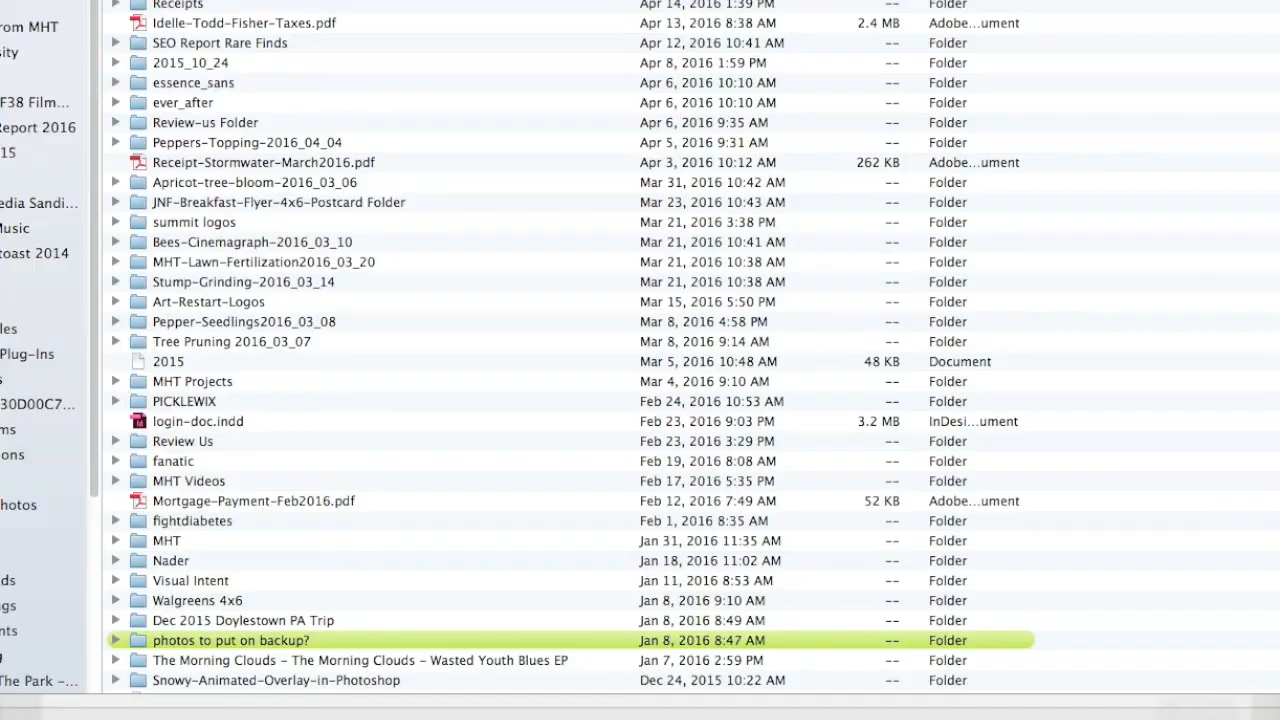 Receipts Apr 14, 2016 1:39 PM -- Folder
Idelle-Todd-Fisher-Taxes.pdf Apr 13, 2016 8:38 AM 2.4 MB Adobe...ument
rom MHT
SEO Report Rare Finds Apr 12, 2016 10:41 AM -- Folder
sity
2015_10_24 Apr 8, 2016 1:59 PM -- Folder
essence_sans Apr 6, 2016 10:10 AM -- Folder
F38 Film...
ever_after Apr 6, 2016 10:10 AM -- Folder
Review-us Folder Apr 6, 2016 9:35 AM -- Folder
Report 2016
Peppers-Topping-2016_04_04 Apr 5, 2016 9:31 AM -- Folder
15
Receipt-Stormwater-March2016.pdf Apr 3, 2016 10:12 AM 262 KB Adobe...ument
Apricot-tree-bloom-2016_03_06 Mar 31, 2016 10:42 AM -- Folder
edia Sandi...
JNF-Breakfast-Flyer-4x6-Postcard Folder Mar 23, 2016 10:43 AM -- Folder
Music
summit-logos Mar 21, 2016 3:38 PM -- Folder
Bees-Cinemagraph-2016_03_10 Mar 21, 2016 10:41 AM -- Folder
toast 2014
MHT-Lawn-Fertilization2016_03_20 Mar 21, 2016 10:38 AM -- Folder
Stump-Grinding-2016_03_14 Mar 21, 2016 10:38 AM -- Folder
Art-Restart-Logos Mar 15, 2016 5:50 PM -- Folder
Pepper-seedlings2016_03_08 Mar 8, 2016 4:58 PM -- Folder
les
Tree Pruning 2016_03_07 Mar 8, 2016 9:14 AM -- Folder
Plug-Ins
2015 Mar 5, 2016 10:48 AM 48 KB Document
s
MHT Projects Mar 4, 2016 9:10 AM -- Folder
30D00C7...
PICKLEWIX Feb 24, 2016 10:53 AM -- Folder
login-doc.indd Feb 23, 2016 9:03 PM 3.2 MB InDesi...ument
ms
Review Us Feb 23, 2016 3:29 PM -- Folder
ons
fanatic Feb 19, 2016 8:08 AM -- Folder
MHT Videos Feb 17, 2016 5:35 PM -- Folder
Mortgage-Payment-Feb2016.pdf Feb 12, 2016 7:49 AM 52 KB Adobe...ument
hotos
fightdiabetes Feb 1, 2016 8:35 AM -- Folder
MHT Jan 31, 2016 11:35 AM -- Folder
Nader Jan 18, 2016 11:02 AM -- Folder
ds
Visual Intent Jan 11, 2016 8:53 AM -- Folder
gs
Walgreens 4x6 Jan 8, 2016 9:10 AM -- Folder
Dec 2015 Doylestown PA Trip Jan 8, 2016 8:49 AM -- Folder
nts
photos to put on backup? Jan 8, 2016 8:47 AM -- Folder
The Morning Clouds - The Morning Clouds - Wasted Youth Blues EP Jan 7, 2016 2:59 PM -- Folder
The Park -...
Snowy-Animated-Overlay-in-Photoshop Dec 24, 2015 10:22 AM -- Folder